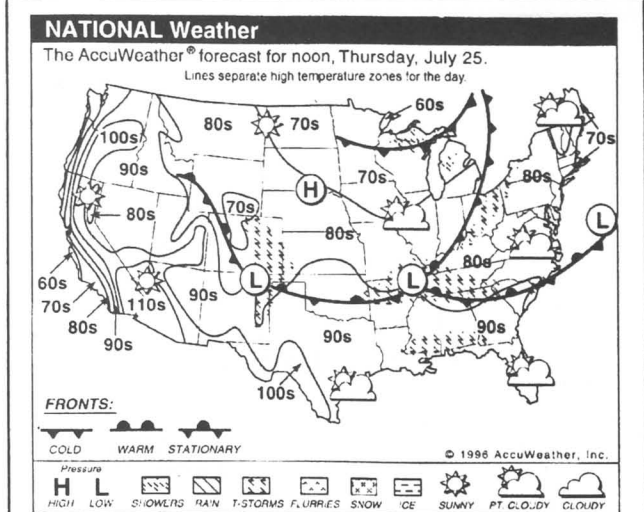 NATIONAL Weather
The AccuWeather® forecast for noon, Thursday, July 25.
Lines separate high temperature zones for the day.
60s
100s
80s
70s
70s
90s
70s
80s
H
80s
70s
80s
L
80s
60s
L
L
70s
110s
90s
80s
90s
90s
90s
100s
FRONTS:
COLD WARM STATIONARY
© 1996 AccuWeather, Inc.
Pressure
H L
HIGH LOW SHOWERS RAIN T-STORMS FLURRIES SNOW ICE SUNNY PT. CLOUDY CLOUDY